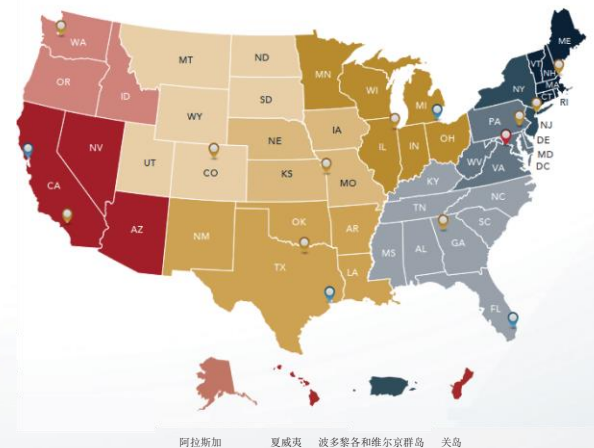 WA
ME
MT
ND
VT
NH
OR
MN
ID
SD
WI
NY
MA
CT
RI
WY
MI
IA
PA
NJ
NE
OH
DE
NV
IL
IN
MD
UT
WV
DC
CO
VA
CA
KS
MO
KY
NC
TN
OK
AZ
NM
AR
SC
MS
AL
GA
TX
LA
FL
阿拉斯加
夏威夷
波多黎各和维尔京群岛
关岛